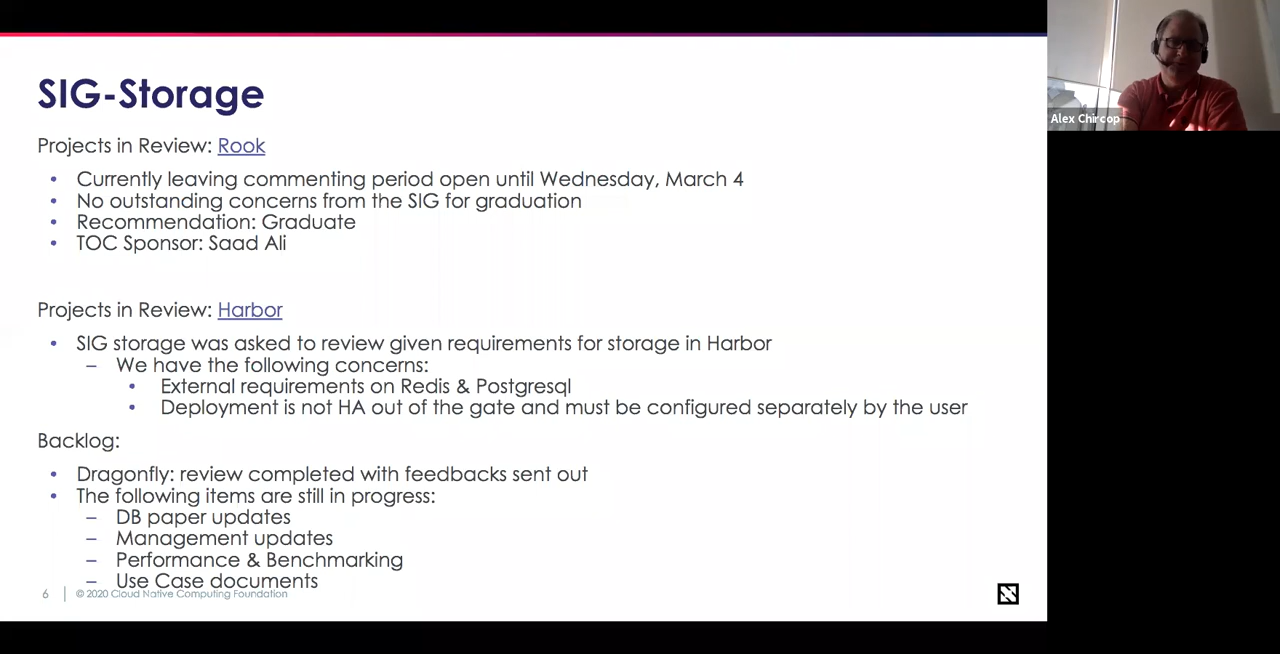 SIG-Storage
Projects in Review: Rook
• Currently leaving commenting period open until Wednesday, March 4
• No outstanding concerns from the SIG for graduation
• Recommendation: Graduate
• TOC Sponsor: Saad Ali
Projects in Review: Harbor
• SIG storage was asked to review given requirements for storage in Harbor
– We have the following concerns:
• External requirements on Redis & Postgresql
• Deployment is not HA out of the gate and must be configured separately by the user
Backlog:
• Dragonfly: review completed with feedbacks sent out
• The following items are still in progress:
– DB paper updates
– Management updates
– Performance & Benchmarking
– Use Case documents
6 | © 2020 Cloud Native Computing Foundation
Alex Chircop